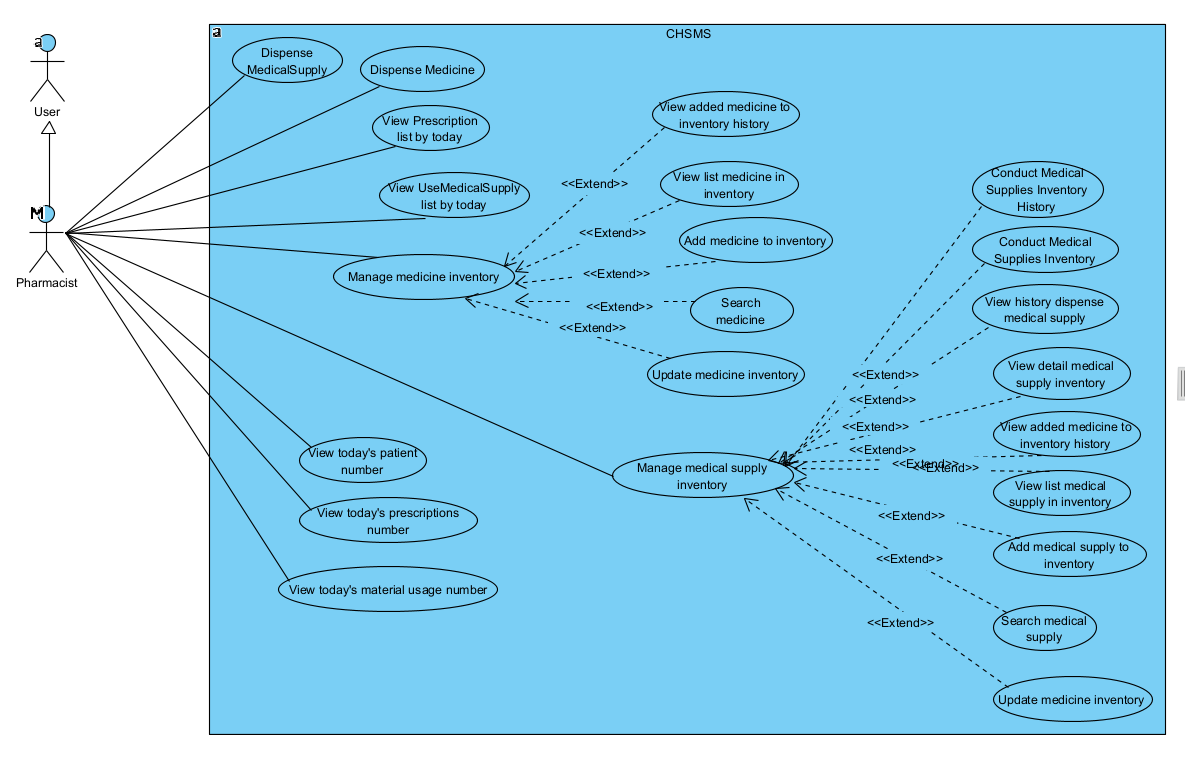 a
CHSMS
a
User
M
Pharmacist
Dispense
MedicalSupply
Dispense Medicine
View Prescription
list by today
View UseMedicalSupply
list by today
Manage medicine inventory
View added medicine to
inventory history
<<Extend>>
View list medicine in
inventory
<<Extend>>
Add medicine to inventory
<<Extend>>
Search
medicine
<<Extend>>
<<Extend>>
Update medicine inventory
Conduct Medical
Supplies Inventory
History
Conduct Medical
Supplies Inventory
View history dispense
medical supply
View detail medical
supply inventory
<<Extend>>
<<Extend>>
<<Extend>>
<<Extend>>
<<Extend>>
<<Extend>>
View added medicine to
inventory history
View list medical
supply in inventory
Manage medical supply
inventory
<<Extend>>
Add medical supply to
inventory
<<Extend>>
Search medical
supply
<<Extend>>
Update medicine inventory
View today's patient
number
View today's prescriptions
number
View today's material usage number